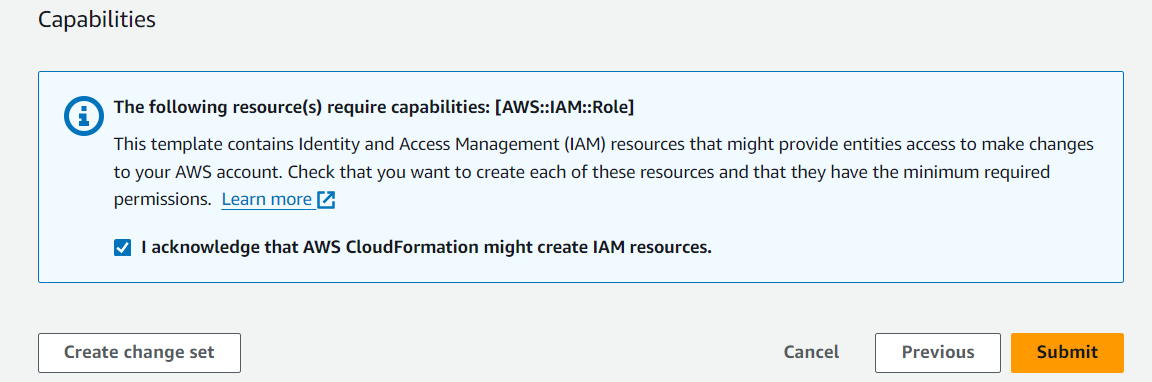 Capabilities
The following resource(s) require capabilities: [AWS::IAM::Role]
This template contains Identity and Access Management (IAM) resources that might provide entities access to make changes
to your AWS account. Check that you want to create each of these resources and that they have the minimum required
permissions. Learn more
I acknowledge that AWS CloudFormation might create IAM resources.
Create change set Cancel Previous Submit